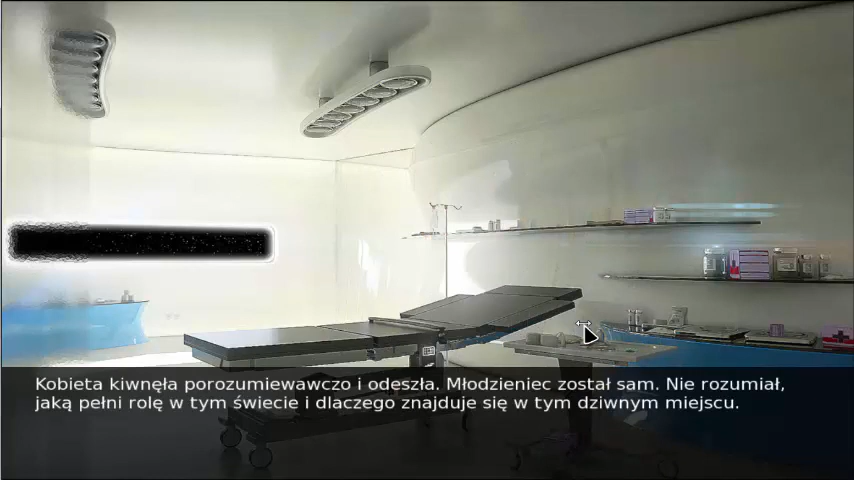 Kobieta kiwnęła porozumiewawczo i odeszła. Młodzieniec został sam. Nie rozumiał,
jaką pełni rolę w tym świecie i dlaczego znajduje się w tym dziwnym miejscu.